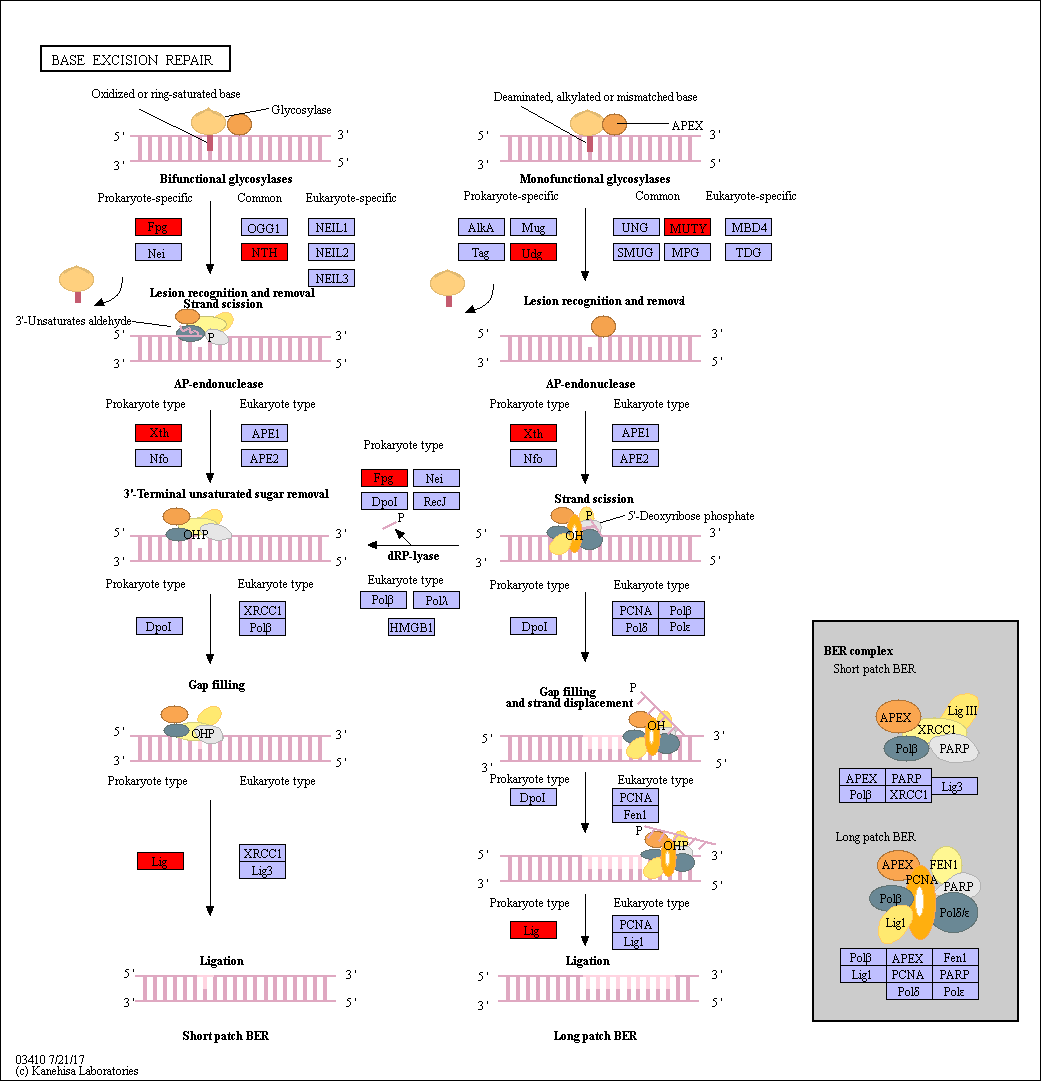 BASE EXCISION REPAIR
Oxidized or ring-saturated base
Glycosylase
5'
3'
3'
5'
Bifunctional glycosylases
Prokaryote-specific
Common
Eukaryote-specific
Fpg
OGG1
NEIL1
Nei
NTH
NEIL2
NEIL3
Lesion recognition and removal
Strand scission
3'-Unsaturates aldehyde
P
5'
3'
3'
5'
AP-endonuclease
Prokaryote type
Eukaryote type
Xth
APE1
Nfo
APE2
3'-Terminal unsaturated sugar removal
5'
OHP
3'
3'
5'
Prokaryote type
Eukaryote type
XRCC1
DpoI
Polβ
Gap filling
5'
OHP
3'
3'
5'
Prokaryote type
Eukaryote type
Lig
XRCC1
Lig3
Ligation
5'
3'
3'
5'
Short patch BER
Deaminated, alkylated or mismatched base
APEX
5'
3'
3'
5'
Monofunctional glycosylases
Prokaryote-specific
Common
Eukaryote-specific
AlkA
Mug
UNG
MUTY
MBD4
Tag
Udg
SMUG
MPG
TDG
Lesion recognition and remova
5'
3'
3'
5'
AP-endonuclease
Prokaryote type
Eukaryote type
Xth
APE1
Nfo
APE2
Prokaryote type
Fpg
Nei
DpoI
RecJ
P
dRP-lyase
Eukaryote type
Polβ
Polλ
HMGB1
Strand scission
P
5'-Deoxyribose phosphate
5'
OH
3'
3'
5'
Prokaryote type
Eukaryote type
PCNA
Polβ
DpoI
Polδ
Polε
Gap filling
and strand displacement
P
OH
5'
3'
3'
5'
Prokaryote type
Eukaryote type
DpoI
PCNA
Fen1
P
OHP
5'
3'
3'
5'
Prokaryote type
Eukaryote type
Lig
PCNA
Lig1
Ligation
5'
3'
3'
5'
Long patch BER
BER complex
Short patch BER
APEX
Lig III
XRCC1
Polβ
PARP
APEX
PARP
Lig3
Polβ
XRCC1
Long patch BER
APEX
FEN1
PCNA
PARP
Polβ
Polδ/ε
Lig1
Polβ
APEX
Fen1
Lig1
PCNA
PARP
Polδ
Polε
03410 7/21/17
(c) Kanehisa Laboratories